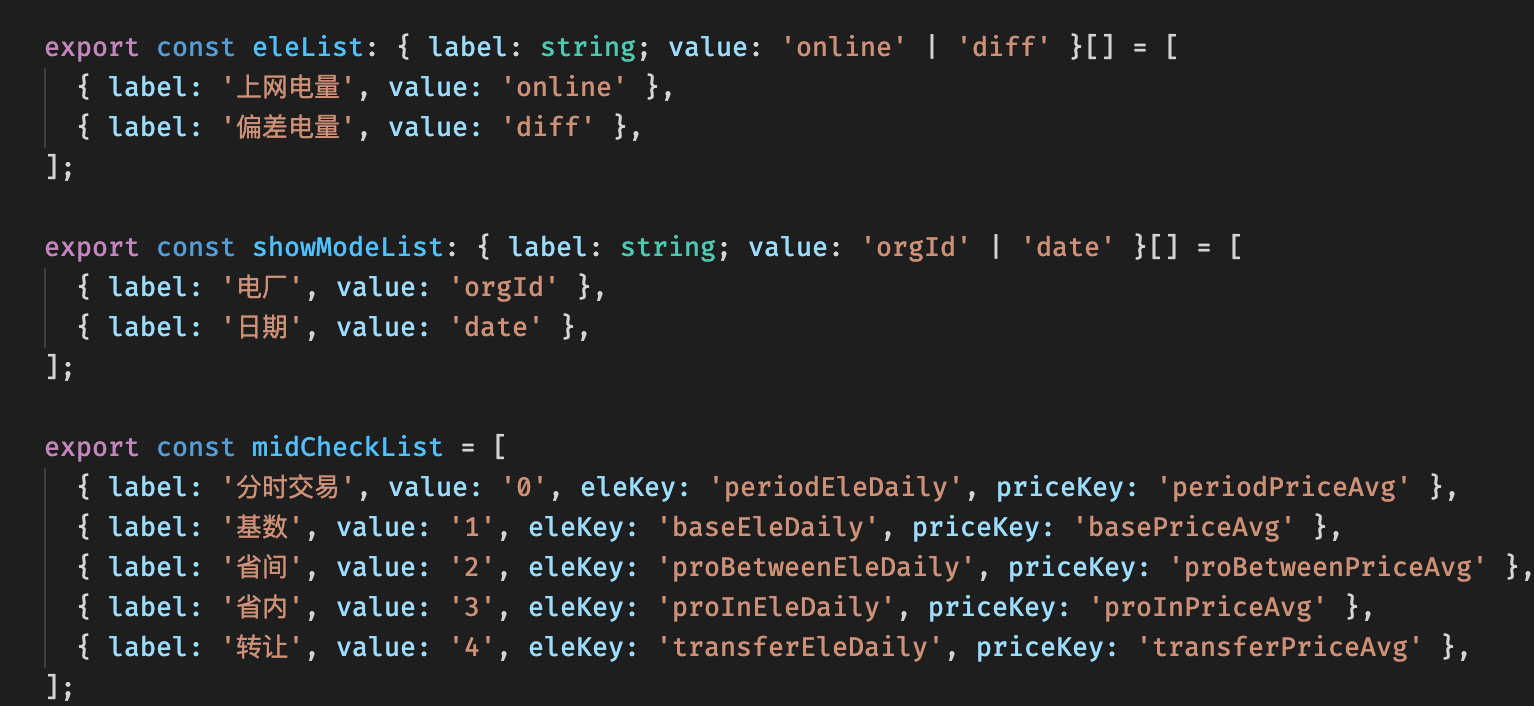 export const eleList: { label: string; value: 'online' | 'diff' }[] = [
{ label: '上网电量', value: 'online' },
{ label: '偏差电量', value: 'diff' },
];
export const showModeList: { label: string; value: 'orgId' | 'date' }[] = [
{ label: '电厂', value: 'orgId' },
{ label: '日期', value: 'date' },
];
export const midCheckList = [
{ label: '分时交易', value: '0', eleKey: 'periodEleDaily', priceKey: 'periodPriceAvg' },
{ label: '基数', value: '1', eleKey: 'baseEleDaily', priceKey: 'basePriceAvg' },
{ label: '省间', value: '2', eleKey: 'proBetweenEleDaily', priceKey: 'proBetweenPriceAvg' },
{ label: '省内', value: '3', eleKey: 'proInEleDaily', priceKey: 'proInPriceAvg' },
{ label: '转让', value: '4', eleKey: 'transferEleDaily', priceKey: 'transferPriceAvg' },
];